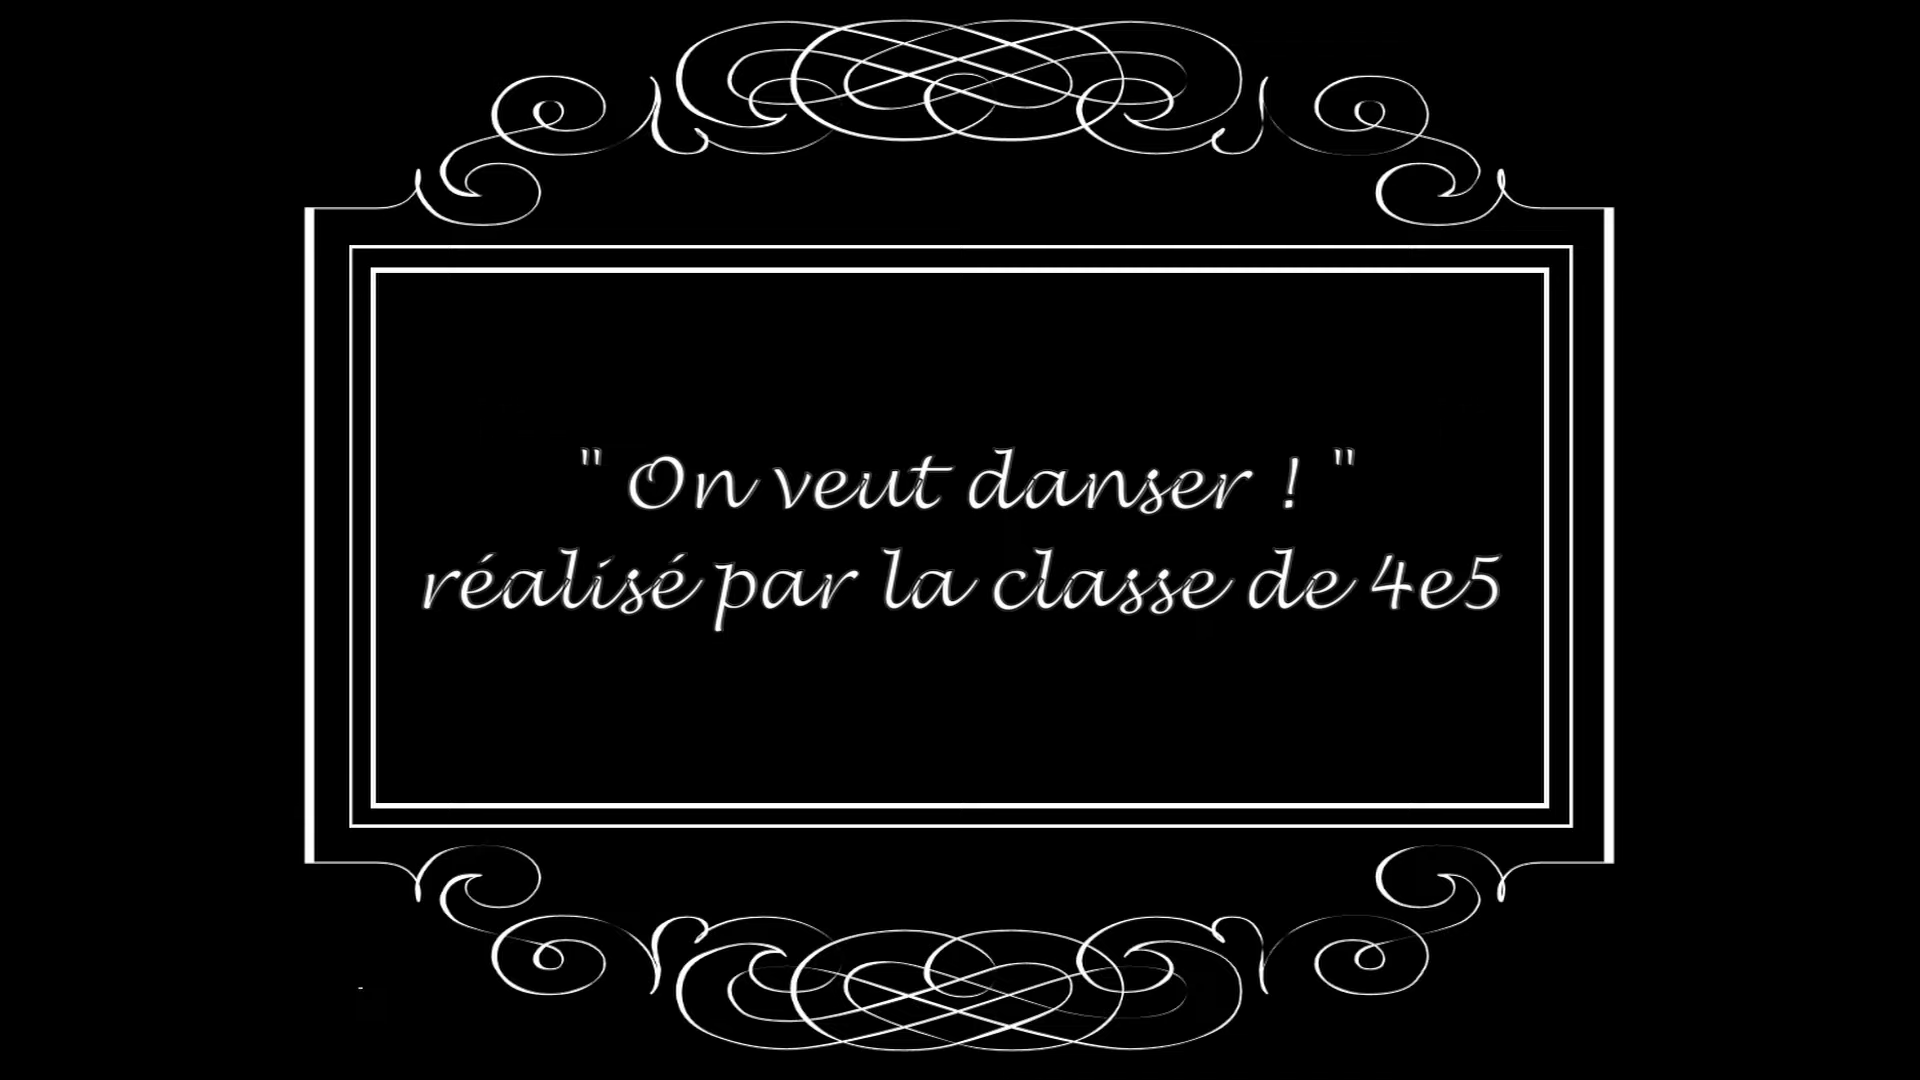 " On veut danser ! "
réalisé par la classe de 4e5